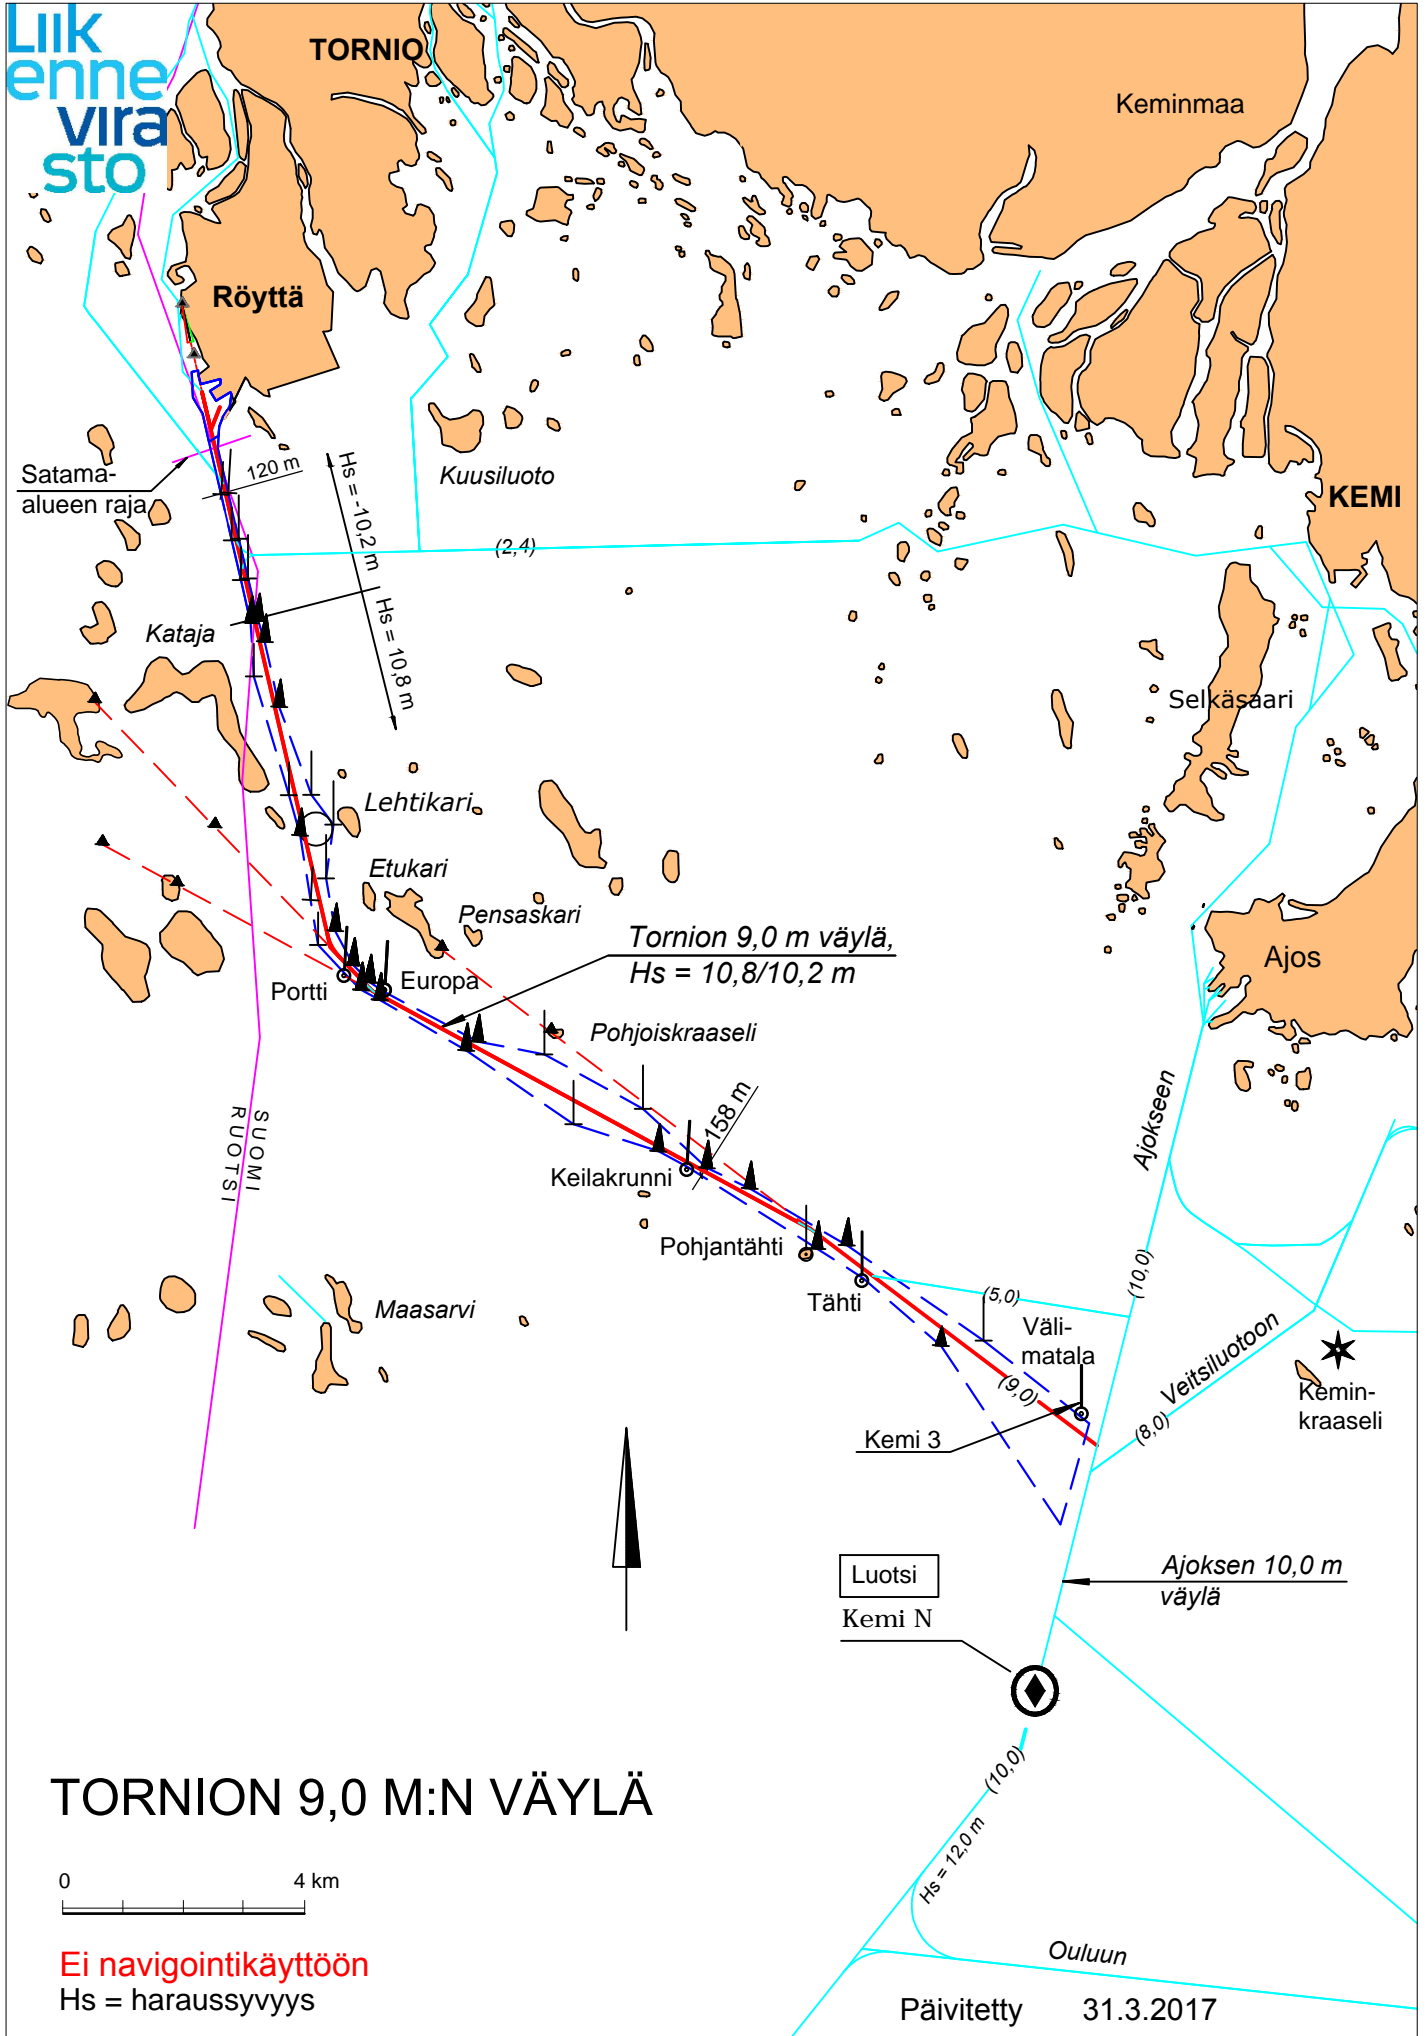 Liik
enne
vira
sto
TORNIO
Keminmaa
Röyttä
Satama-
alueen raja
120 m
Hs = -10,2 m
Hs = 10,8 m
Kuusiluoto
(2,4)
KEMI
Kataja
Selkäsaari
Lehtikari
Etukari
Pensaskari
Tornion 9,0 m väylä,
Hs = 10,8/10,2 m
Ajos
Portti
Europa
Pohjoiskraaseli
SUOMI
RUOTSI
158 m
Ajokseen
Keilakrunni
Pohjantähti
Tähti
(5,0)
(10,0)
Maasarvi
Väli-
matala
(9,0)
Veitsiluotoon
(8,0)
Kemin-
kraaseli
Kemi 3
Luotsi
Kemi N
Ajoksen 10,0 m
väylä
(10,0)
Hs = 12,0 m
TORNION 9,0 M:N VÄYLÄ
0 4 km
Ei navigointikäyttöön
Hs = haraussyvyys
Ouluun
Päivitetty 31.3.2017